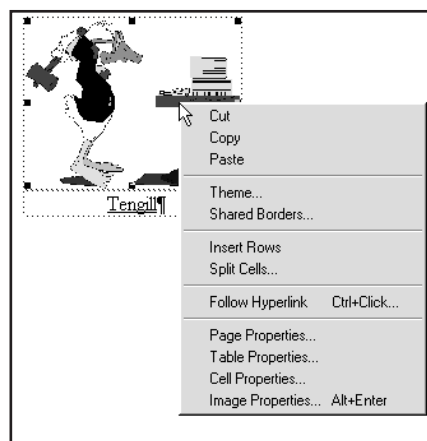 Tengill¶
Cut
Copy
Paste
Theme...
Shared Borders...
Insert Rows
Split Cells...
Follow Hyperlink Ctrl+Click...
Page Properties...
Table Properties...
Cell Properties...
Image Properties... Alt+Enter